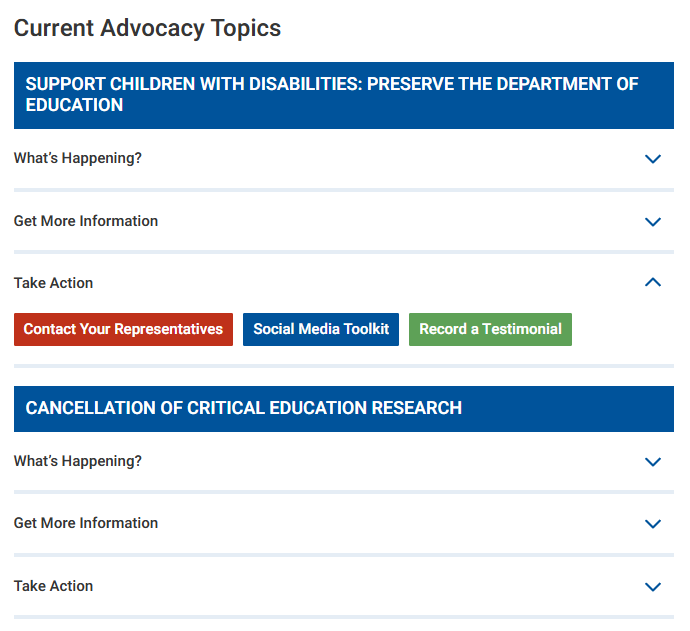 Current Advocacy Topics
SUPPORT CHILDREN WITH DISABILITIES: PRESERVE THE DEPARTMENT OF
EDUCATION
What’s Happening?
Get More Information
Take Action
Contact Your Representatives
Social Media Toolkit
Record a Testimonial
CANCELLATION OF CRITICAL EDUCATION RESEARCH
What’s Happening?
Get More Information
Take Action